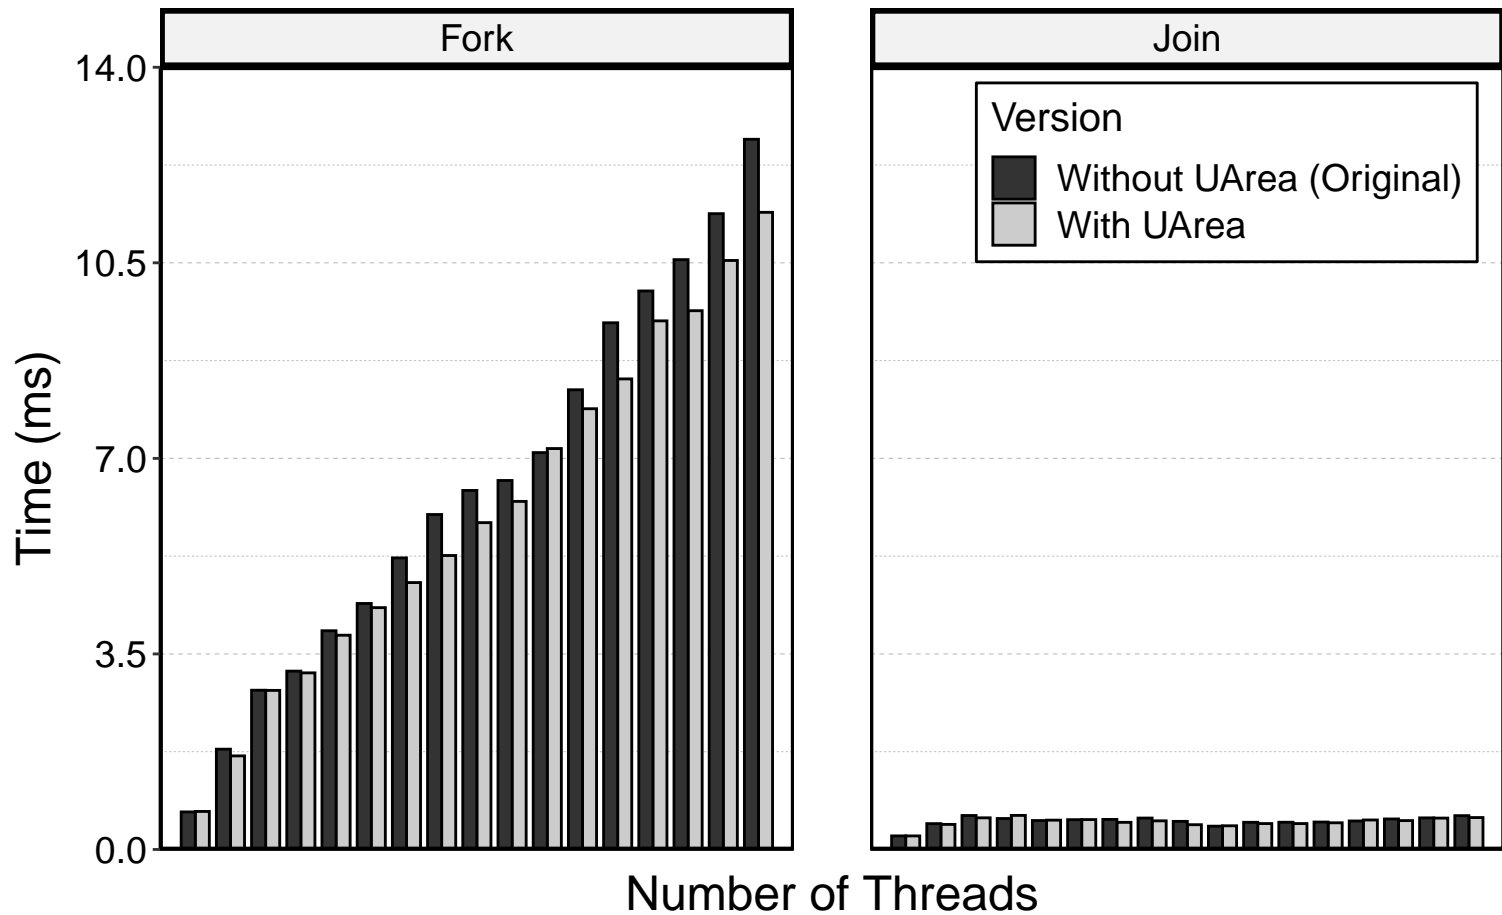 Fork
Join
14.0
10.5
7.0
3.5
0.0
Time (ms)
Version
Without UArea (Original)
With UArea
Number of Threads